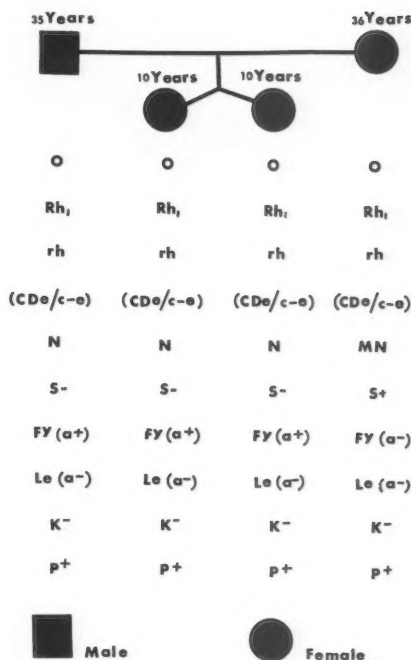 35Years 36Years
10Years 10Years
O O O O
Rh₁ Rh₁ Rh₁ Rh₁
rh rh rh rh
(CDe/c-e) (CDe/c-e) (CDe/c-e) (CDe/c-e)
N N N MN
S- S- S- S+
Fy (a+) Fy (a+) Fy (a+) Fy (a-)
Le (a-) Le (a-) Le (a-) Le (a-)
K- K- K- K-
P+ P+ P+ P+
Male Female